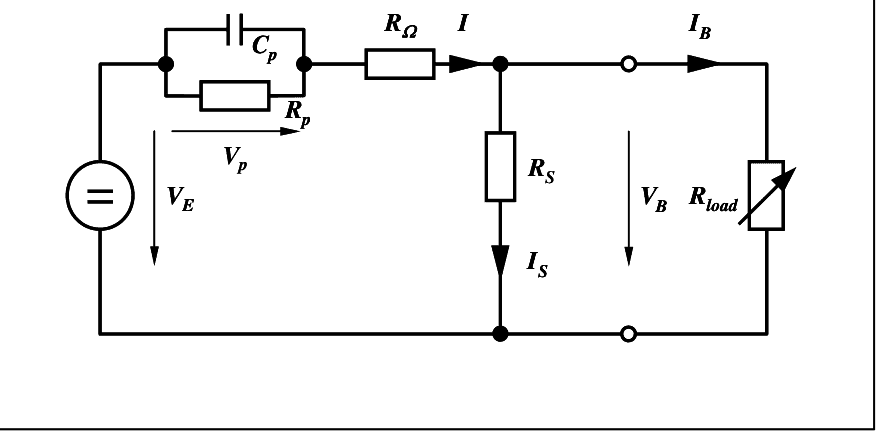 R_Ω I I_B
C_p
R_p
V_p
V_E
R_S
V_B R_load
I_S